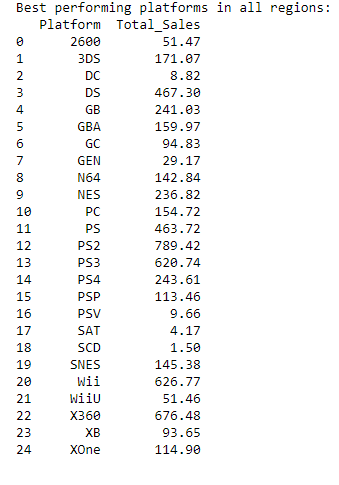 Best performing platforms in all regions:
Platform Total_Sales
0 2600 51.47
1 3DS 171.07
2 DC 8.82
3 DS 467.30
4 GB 241.03
5 GBA 159.97
6 GC 94.83
7 GEN 29.17
8 N64 142.84
9 NES 236.82
10 PC 154.72
11 PS 463.72
12 PS2 789.42
13 PS3 620.74
14 PS4 243.61
15 PSP 113.46
16 PSV 9.66
17 SAT 4.17
18 SCD 1.50
19 SNES 145.38
20 Wii 626.77
21 WiiU 51.46
22 X360 676.48
23 XB 93.65
24 XOne 114.90